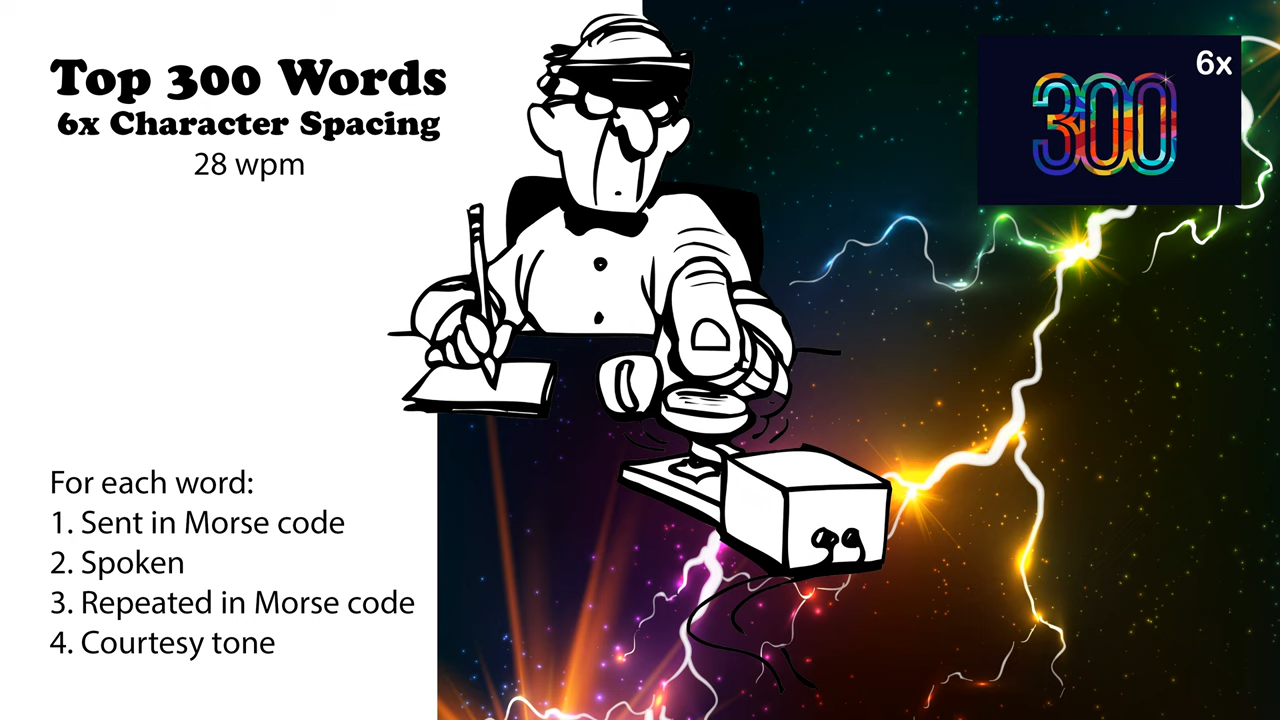 Top 300 Words
6x Character Spacing
28 wpm
6x
300
For each word:
1. Sent in Morse code
2. Spoken
3. Repeated in Morse code
4. Courtesy tone